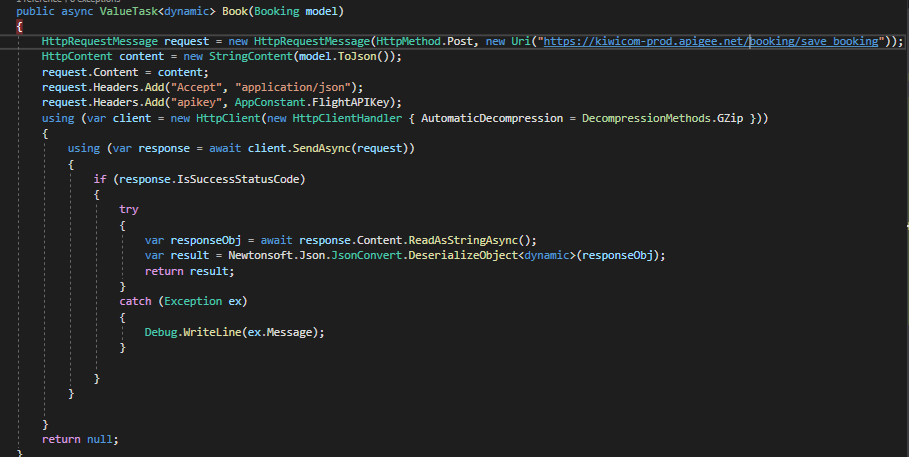 public async ValueTask<dynamic> Book(Booking model)
{
HttpRequestMessage request = new HttpRequestMessage(HttpMethod.Post, new Uri("https://kiwicom-prod.apigee.net/booking/save_booking"));
HttpContent content = new StringContent(model.ToJson());
request.Content = content;
request.Headers.Add("Accept", "application/json");
request.Headers.Add("apikey", AppConstant.FlightAPIKey);
using (var client = new HttpClient(new HttpClientHandler { AutomaticDecompression = DecompressionMethods.GZip }))
{
using (var response = await client.SendAsync(request))
{
if (response.IsSuccessStatusCode)
{
try
{
var responseObj = await response.Content.ReadAsStringAsync();
var result = Newtonsoft.Json.JsonConvert.DeserializeObject<dynamic>(responseObj);
return result;
}
catch (Exception ex)
{
Debug.WriteLine(ex.Message);
}
}
}
}
return null;
}